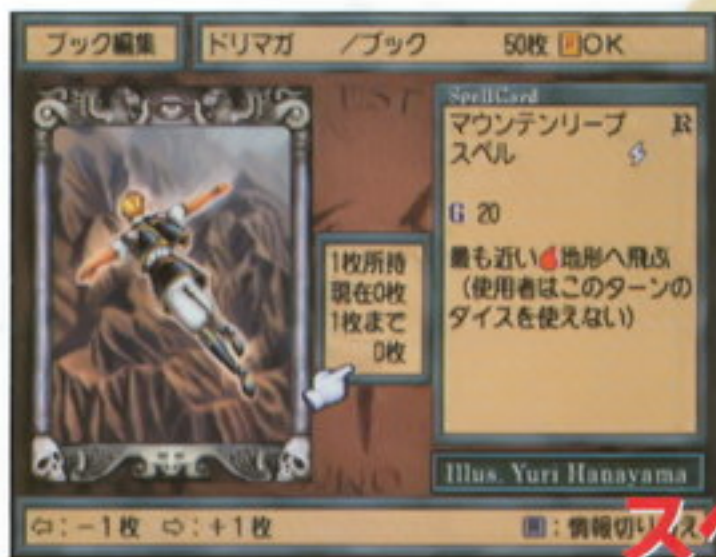 ブック編集
ドリマガ /ブック 50枚 OK
SpellCard
マウンテンリープ R
スペル
G 20
最も近い地形へ飛ぶ
(使用者はこのターンの
ダイスを使えない)
1枚所持
現在0枚
1枚まで
0枚
Illus. Yuri Hanayama
⇦:-1枚 ⇨:+1枚
:情報切り え
ス